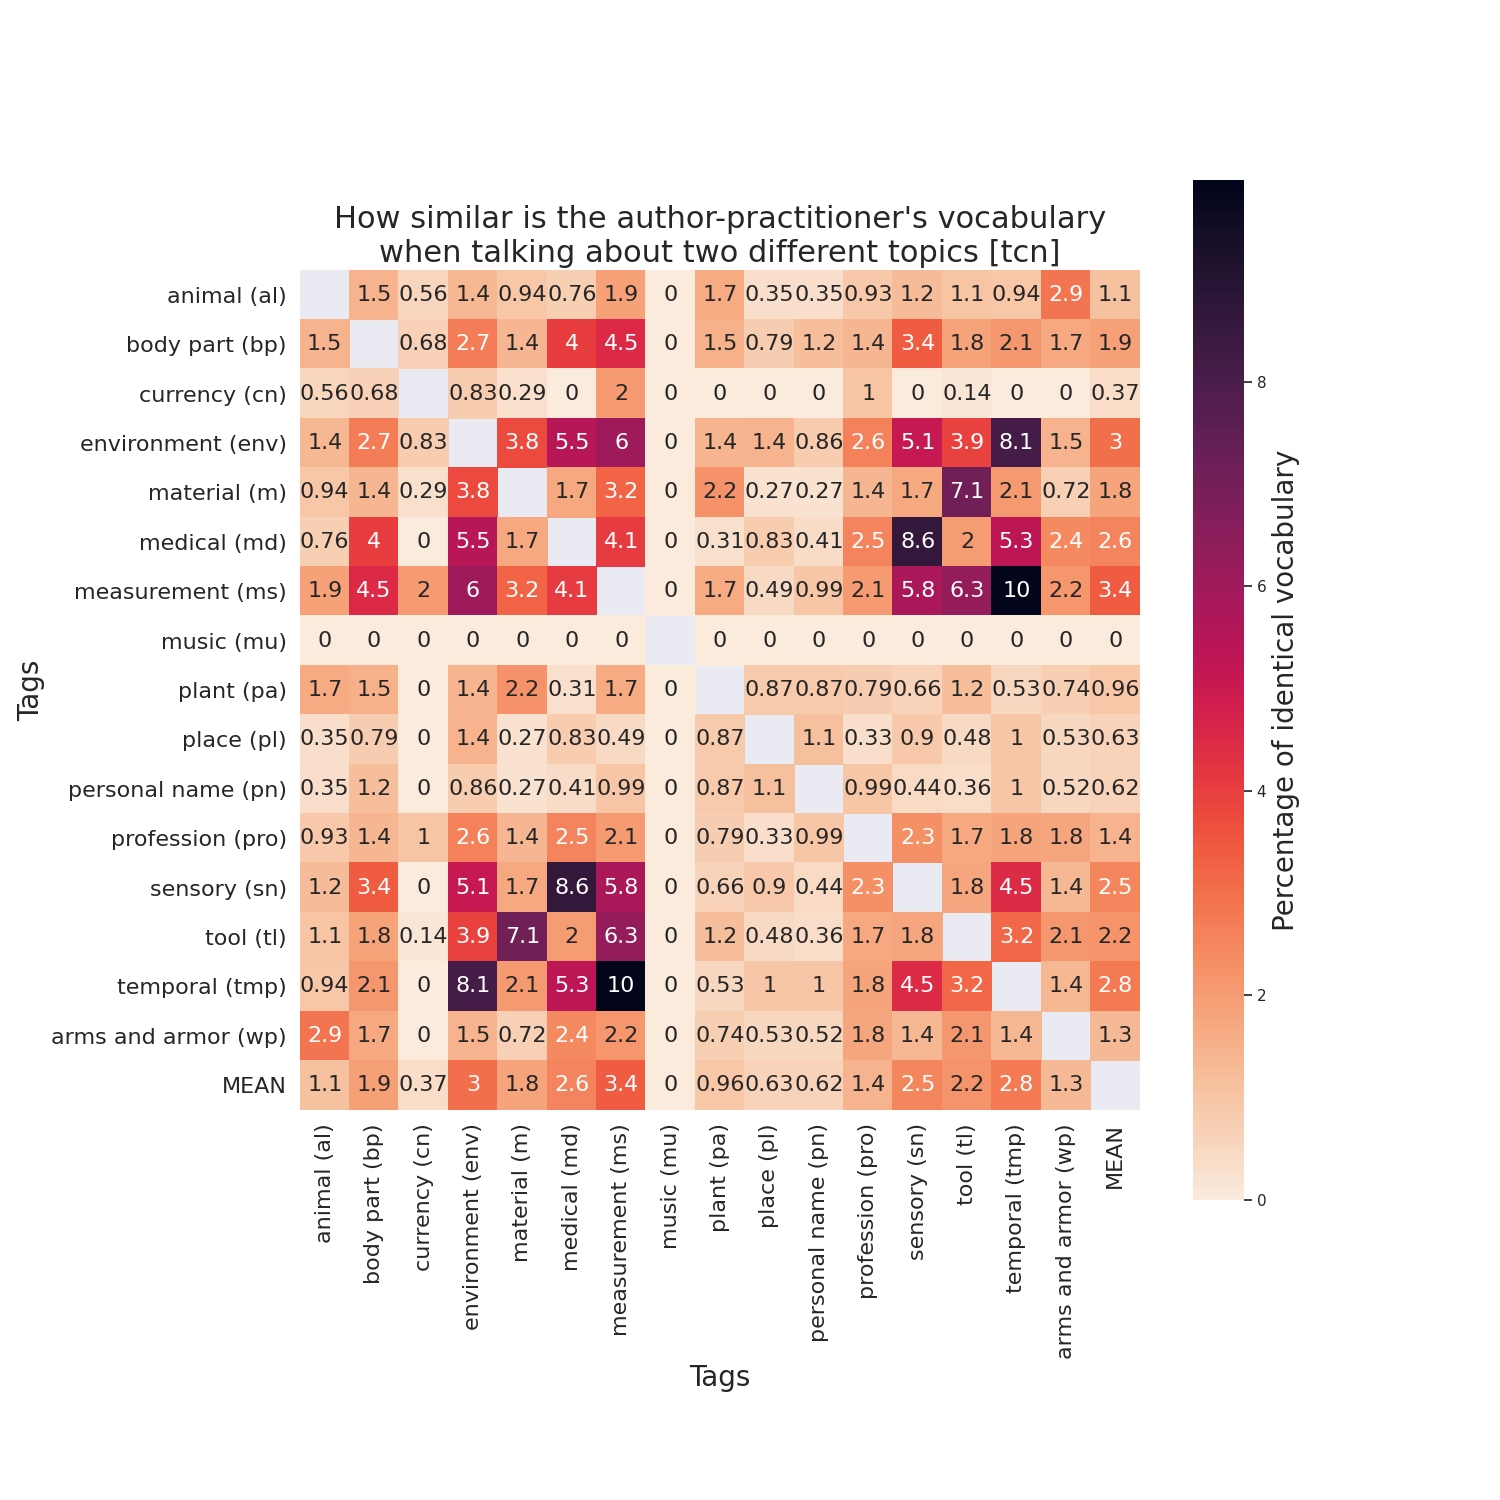 How similar is the author-practitioner's vocabulary
when talking about two different topics [tcn]
animal (al) 1.5 0.56 1.4 0.94 0.76 1.9 0 1.7 0.35 0.35 0.93 1.2 1.1 0.94 2.9 1.1
body part (bp) 1.5 0.68 2.7 1.4 4 4.5 0 1.5 0.79 1.2 1.4 3.4 1.8 2.1 1.7 1.9
currency (cn) 0.56 0.68 0.83 0.29 0 2 0 0 0 0 1 0 0.14 0 0 0.37
environment (env) 1.4 2.7 0.83 3.8 5.5 6 0 1.4 1.4 0.86 2.6 5.1 3.9 8.1 1.5 3
material (m) 0.94 1.4 0.29 3.8 1.7 3.2 0 2.2 0.27 0.27 1.4 1.7 7.1 2.1 0.72 1.8
medical (md) 0.76 4 0 5.5 1.7 4.1 0 0.31 0.83 0.41 2.5 8.6 2 5.3 2.4 2.6
measurement (ms) 1.9 4.5 2 6 3.2 4.1 0 1.7 0.49 0.99 2.1 5.8 6.3 10 2.2 3.4
music (mu) 0 0 0 0 0 0 0 0 0 0 0 0 0 0 0 0
plant (pa) 1.7 1.5 0 1.4 2.2 0.31 1.7 0 0.87 0.87 0.79 0.66 1.2 0.53 0.74 0.96
place (pl) 0.35 0.79 0 1.4 0.27 0.83 0.49 0 0.87 1.1 0.33 0.9 0.48 1 0.53 0.63
personal name (pn) 0.35 1.2 0 0.86 0.27 0.41 0.99 0 0.87 1.1 0.99 0.44 0.36 1 0.52 0.62
profession (pro) 0.93 1.4 1 2.6 1.4 2.5 2.1 0 0.79 0.33 0.99 2.3 1.7 1.8 1.8 1.4
sensory (sn) 1.2 3.4 0 5.1 1.7 8.6 5.8 0 0.66 0.9 0.44 2.3 1.8 4.5 1.4 2.5
tool (tl) 1.1 1.8 0.14 3.9 7.1 2 6.3 0 1.2 0.48 0.36 1.7 1.8 3.2 2.1 2.2
temporal (tmp) 0.94 2.1 0 8.1 2.1 5.3 10 0 0.53 1 1 1.8 4.5 3.2 1.4 2.8
arms and armor (wp) 2.9 1.7 0 1.5 0.72 2.4 2.2 0 0.74 0.53 0.52 1.8 1.4 2.1 1.4 1.3
MEAN 1.1 1.9 0.37 3 1.8 2.6 3.4 0 0.96 0.63 0.62 1.4 2.5 2.2 2.8 1.3
Tags
animal (al)
body part (bp)
currency (cn)
environment (env)
material (m)
medical (md)
measurement (ms)
music (mu)
plant (pa)
place (pl)
personal name (pn)
profession (pro)
sensory (sn)
tool (tl)
temporal (tmp)
arms and armor (wp)
MEAN
Tags
8
6
4
2
0
Percentage of identical vocabulary